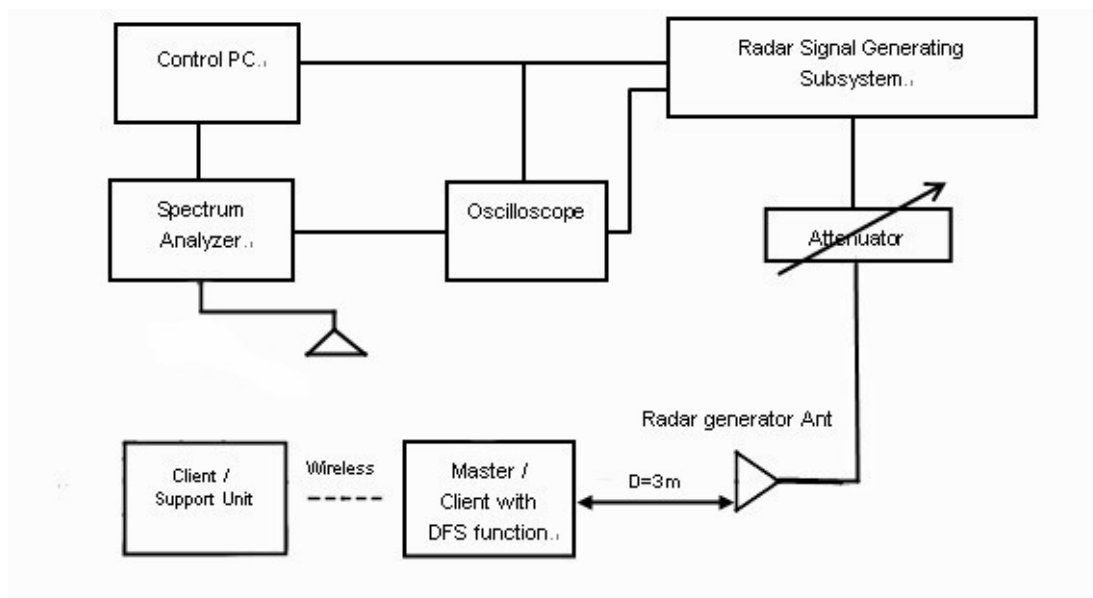 Control PC.
Radar Signal Generating
Subsystem.
Spectrum
Analyzer.
Oscilloscope
Attenuator
Radar generator Ant
Client /
Support Unit
Wireless
Master /
Client with
DFS function.
D=3m